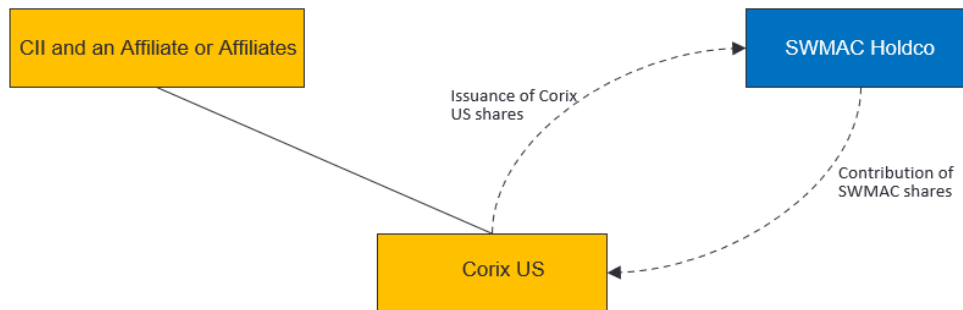 CII and an Affiliate or Affiliates
SWMAC Holdco
Issuance of Corix
US shares
Contribution of
SWMAC shares
Corix US